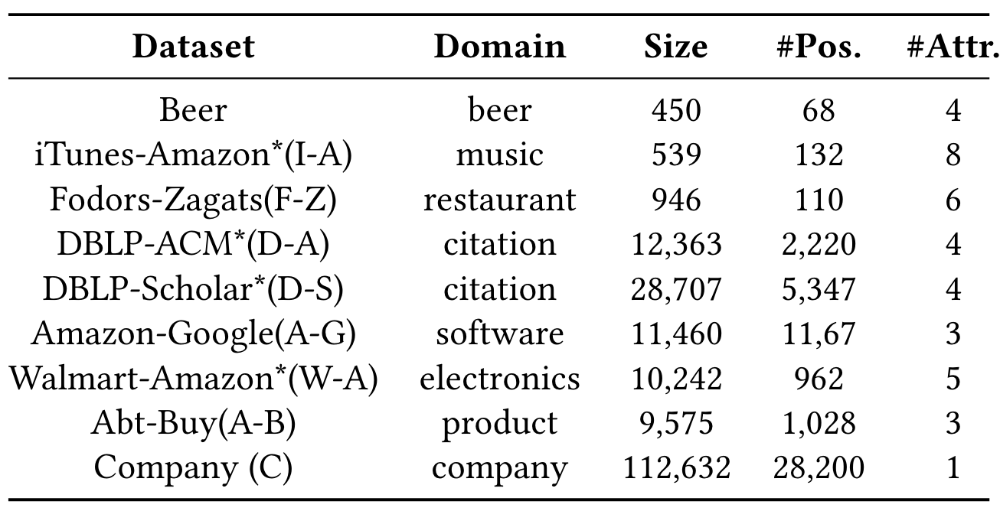 Dataset Domain Size #Pos. #Attr.
Beer beer 450 68 4
iTunes-Amazon*(I-A) music 539 132 8
Fodors-Zagats(F-Z) restaurant 946 110 6
DBLP-ACM*(D-A) citation 12,363 2,220 4
DBLP-Scholar*(D-S) citation 28,707 5,347 4
Amazon-Google(A-G) software 11,460 11,67 3
Walmart-Amazon*(W-A) electronics 10,242 962 5
Abt-Buy(A-B) product 9,575 1,028 3
Company (C) company 112,632 28,200 1